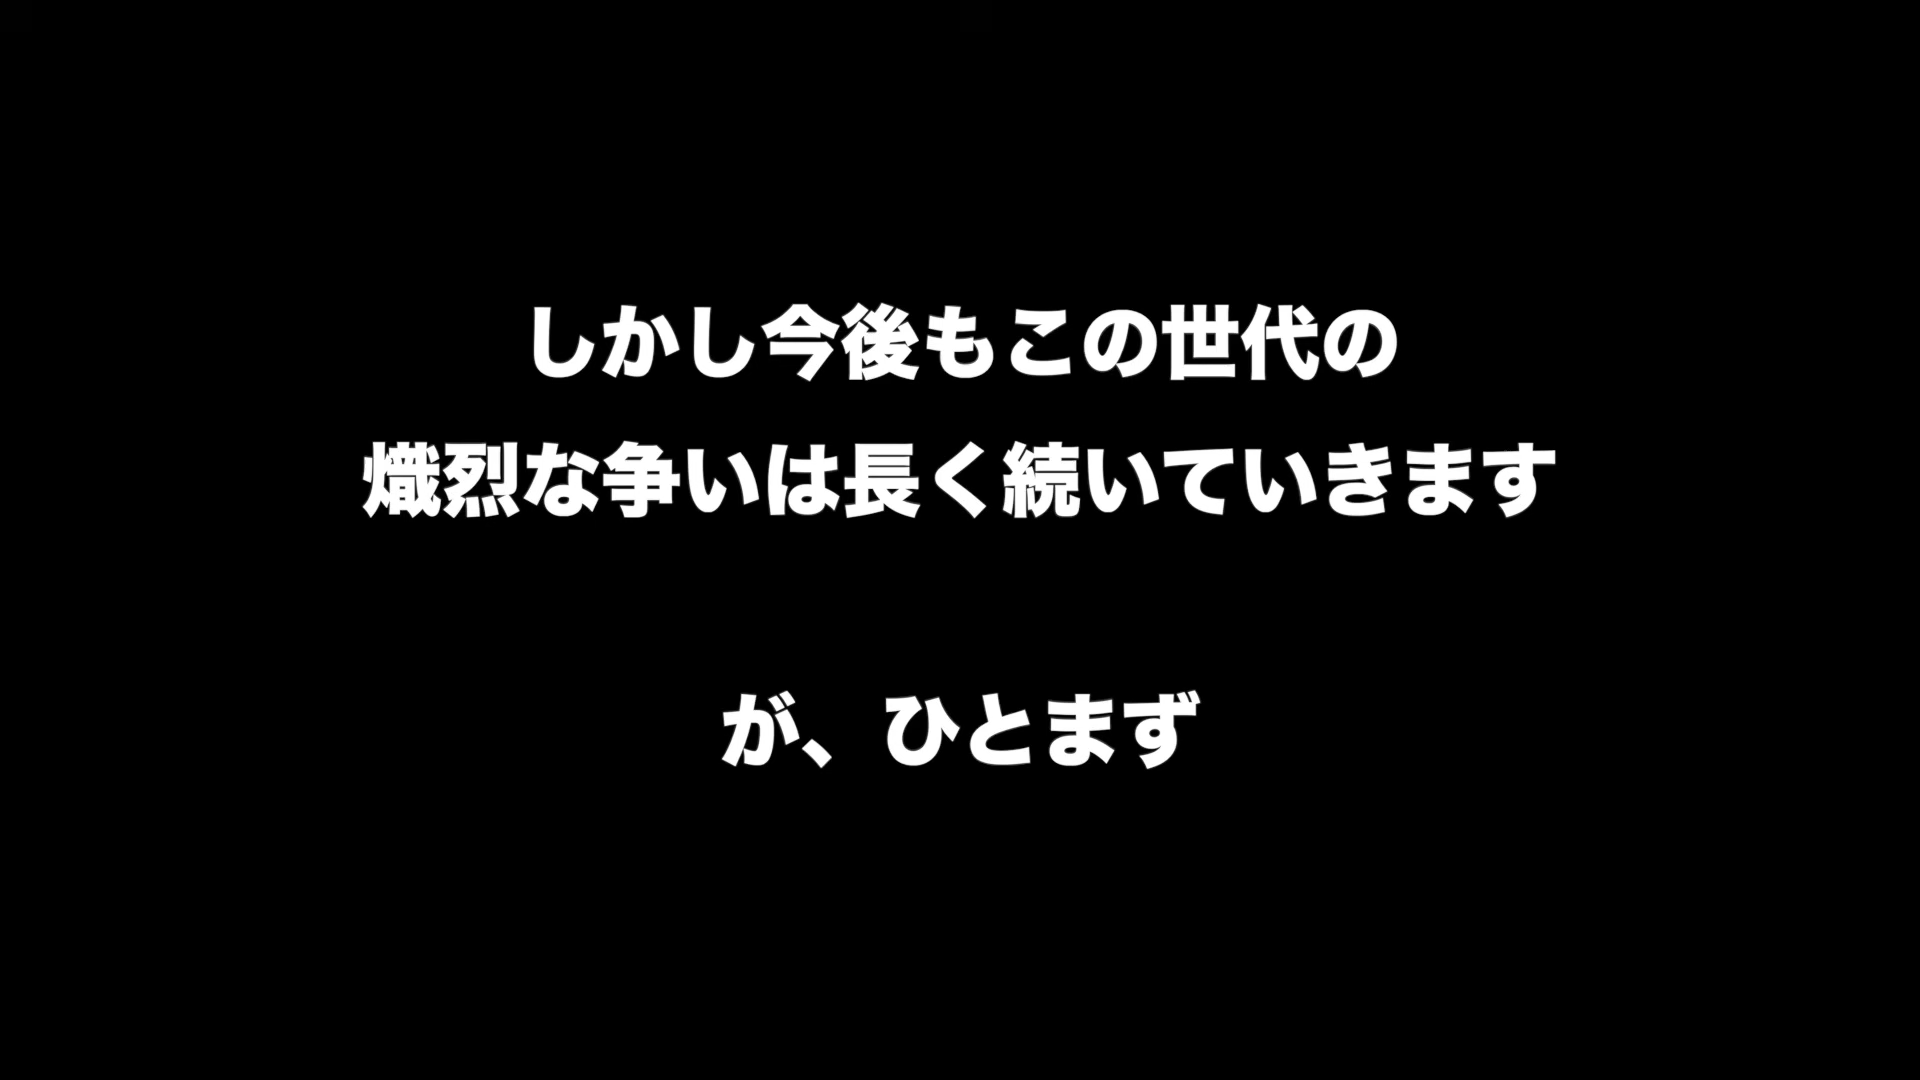 しかし今後もこの世代の
熾烈な争いは長く続いていきます
が、ひとまず